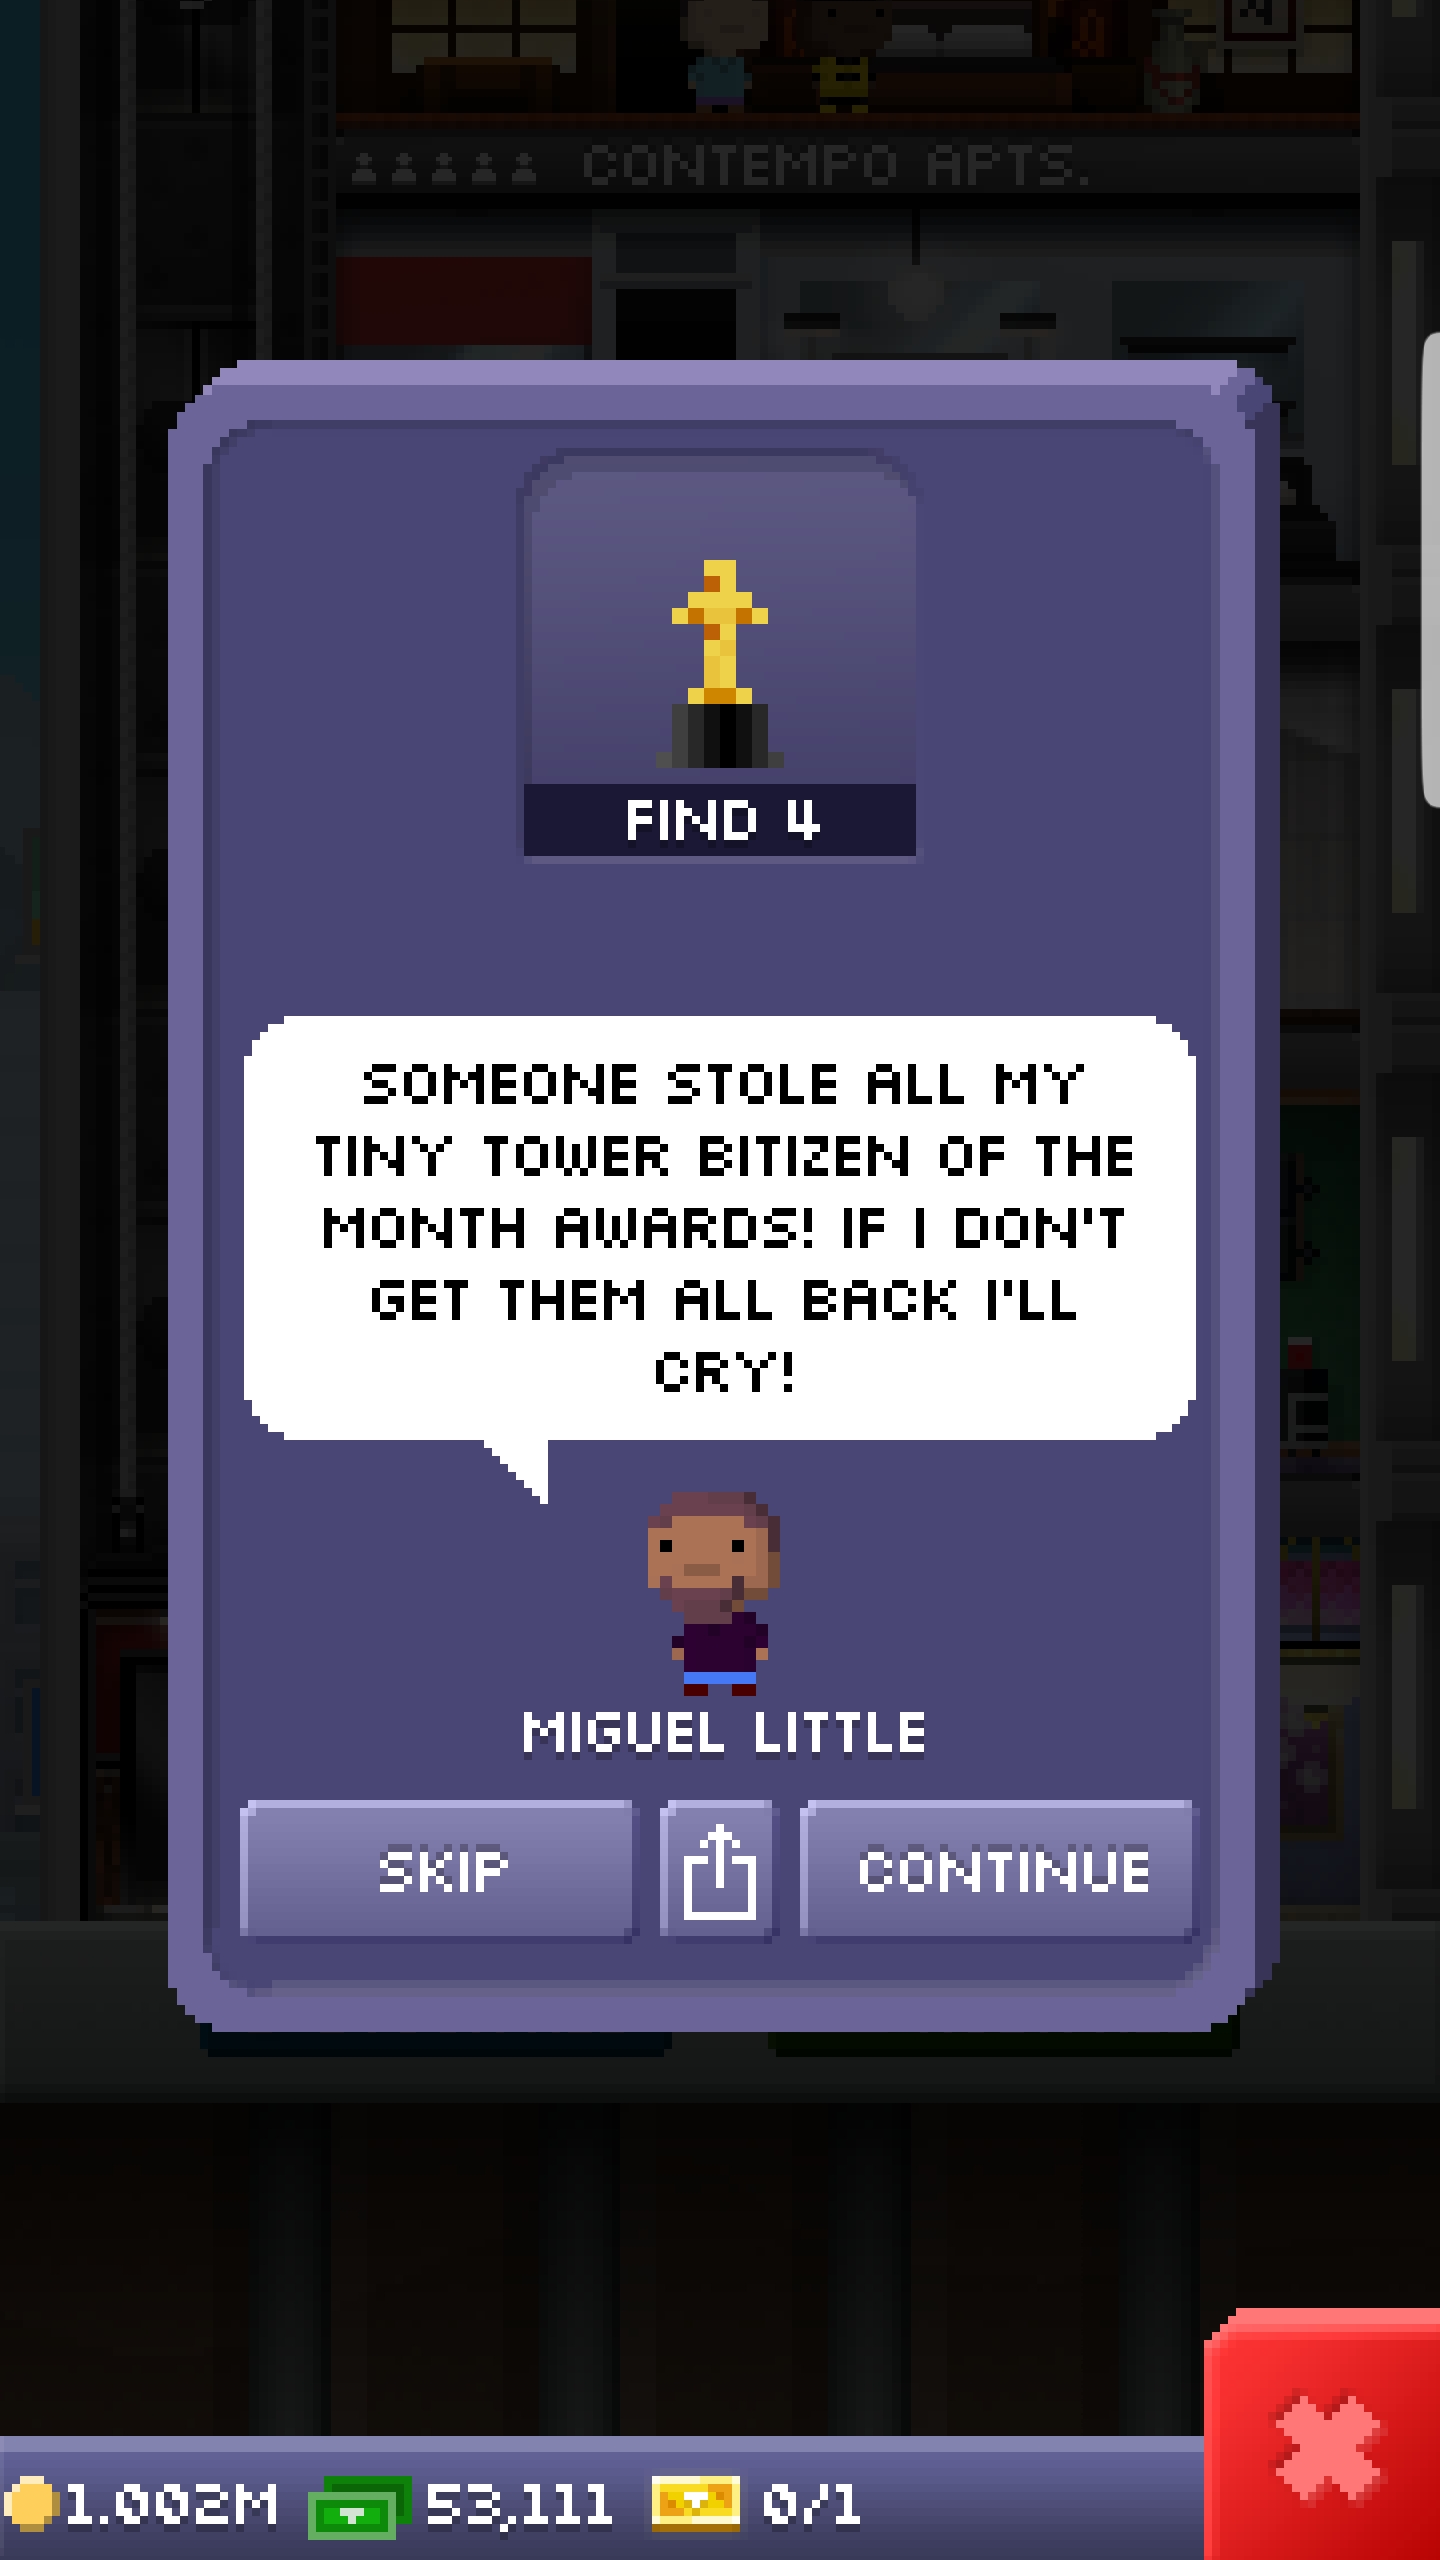 CONTEMPO APTS.
FIND 4
SOMEONE STOLE ALL MY
TINY TOWER BITIZEN OF THE
MONTH AWARDS! IF I DON'T
GET THEM ALL BACK I'LL
CRY!
MIGUEL LITTLE
SKIP
CONTINUE
1.002M 53,111 0/1